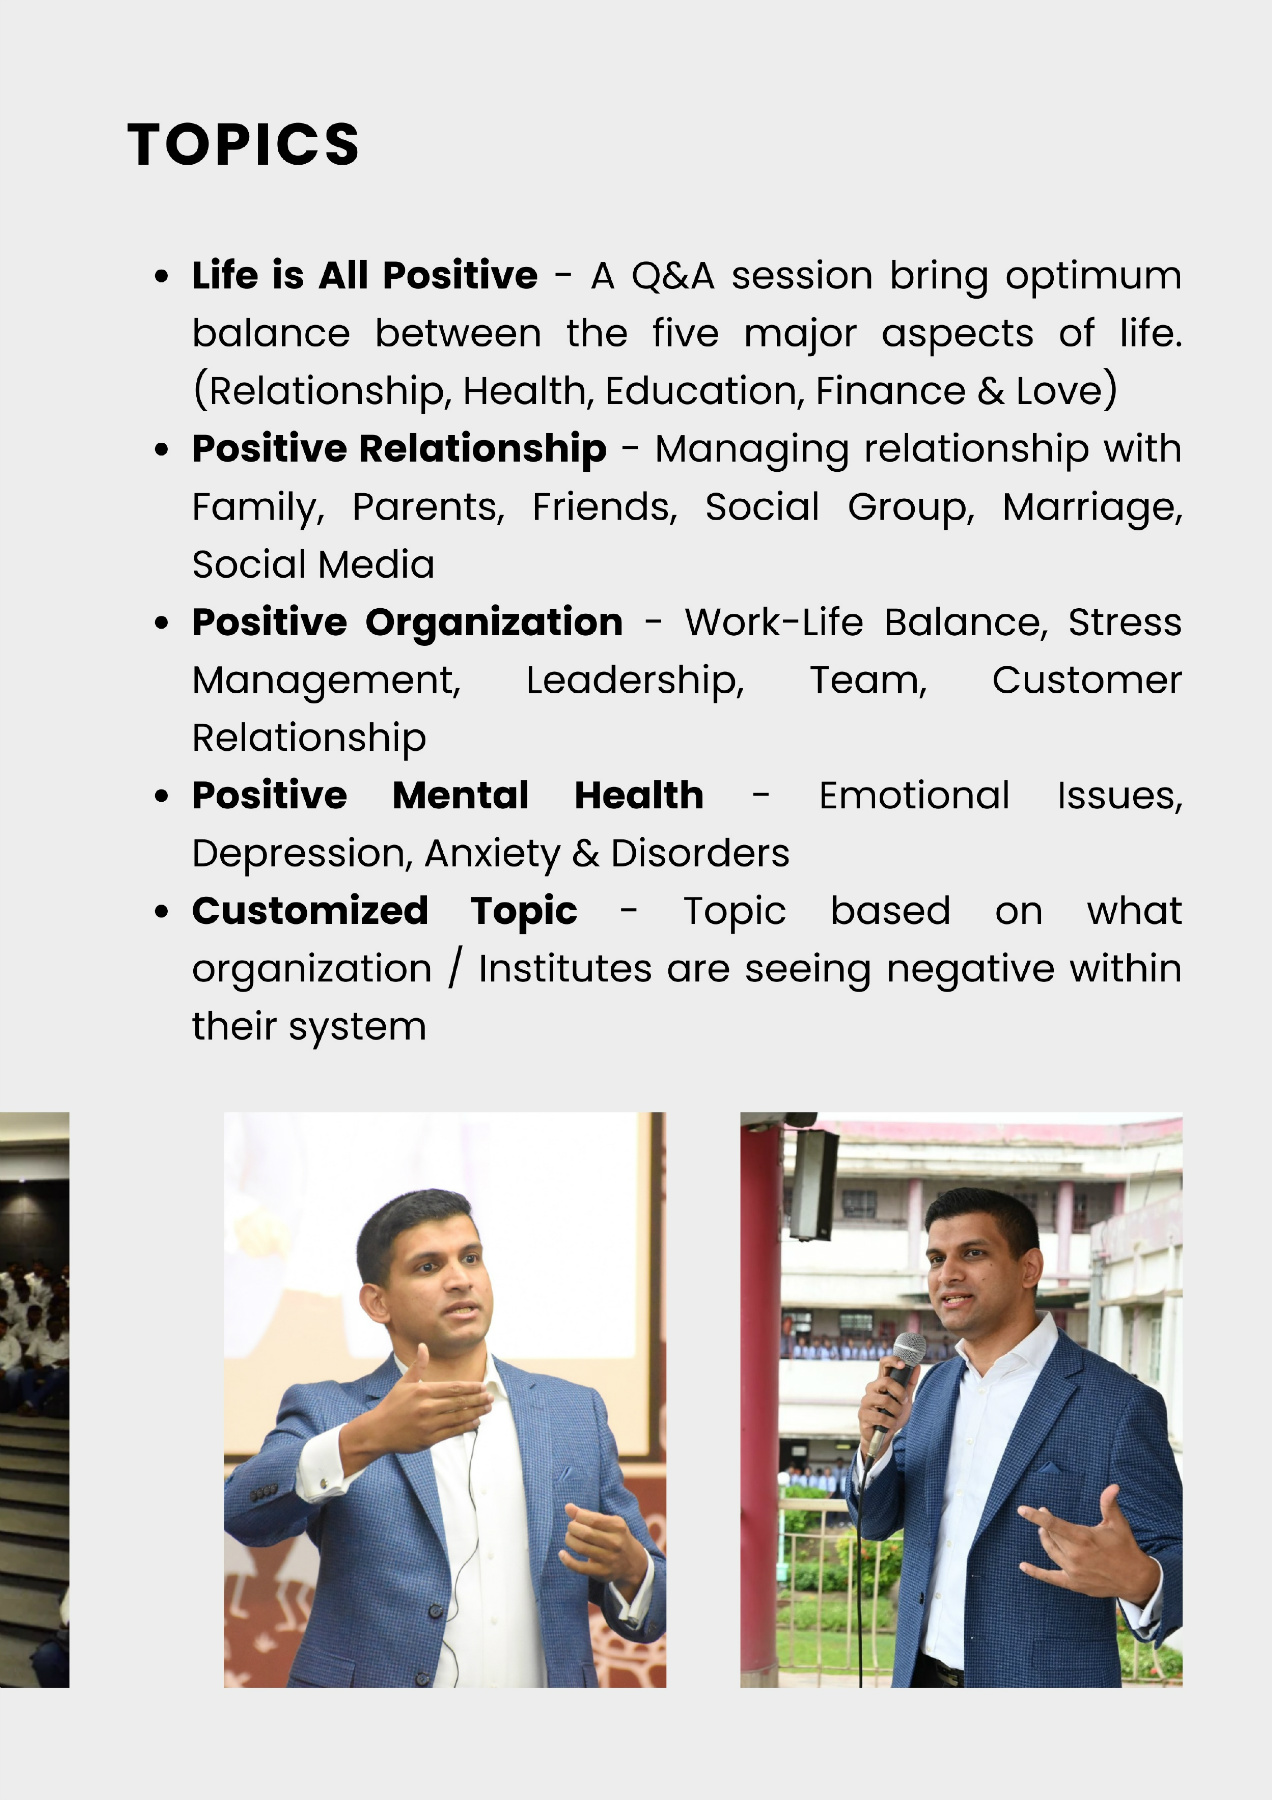 TOPICS
• Life is All Positive - A Q&A session bring optimum
balance between the five major aspects of life.
(Relationship, Health, Education, Finance & Love)
• Positive Relationship - Managing relationship with
Family, Parents, Friends, Social Group, Marriage,
Social Media
• Positive Organization - Work-Life Balance, Stress
Management, Leadership, Team, Customer
Relationship
• Positive Mental Health - Emotional Issues,
Depression, Anxiety & Disorders
• Customized Topic - Topic based on what
organization / Institutes are seeing negative within
their system